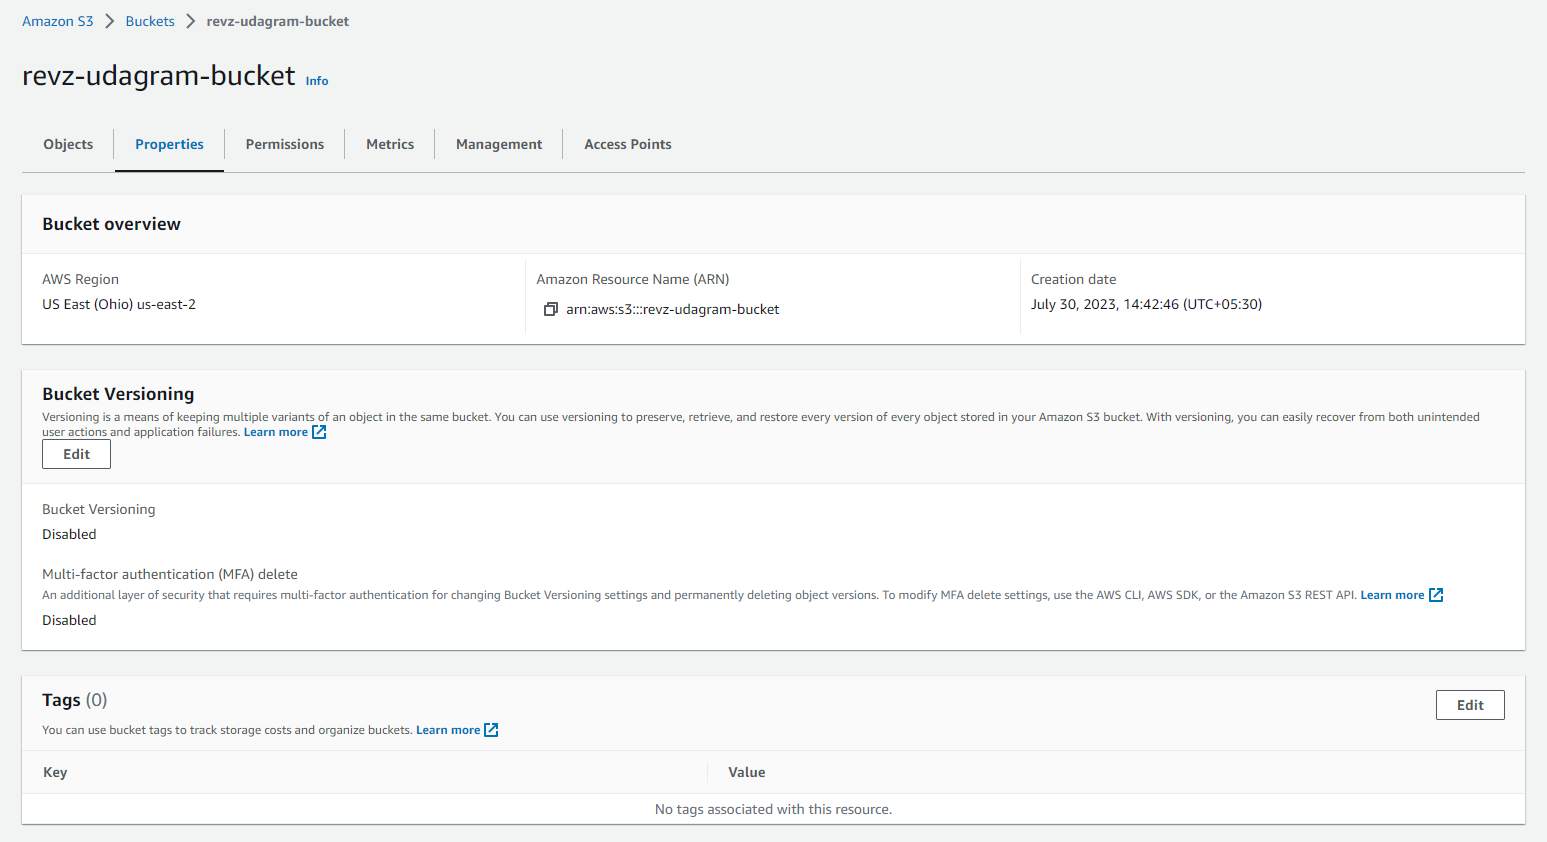 Amazon S3 > Buckets > revz-udagram-bucket
revz-udagram-bucket Info
Objects Properties Permissions Metrics Management Access Points
Bucket overview
AWS Region Amazon Resource Name (ARN) Creation date
US East (Ohio) us-east-2 arn:aws:s3:::revz-udagram-bucket July 30, 2023, 14:42:46 (UTC+05:30)
Bucket Versioning
Versioning is a means of keeping multiple variants of an object in the same bucket. You can use versioning to preserve, retrieve, and restore every version of every object stored in your Amazon S3 bucket. With versioning, you can easily recover from both unintended
user actions and application failures. Learn more
Edit
Bucket Versioning
Disabled
Multi-factor authentication (MFA) delete
An additional layer of security that requires multi-factor authentication for changing Bucket Versioning settings and permanently deleting object versions. To modify MFA delete settings, use the AWS CLI, AWS SDK, or the Amazon S3 REST API. Learn more
Disabled
Tags (0)
Edit
You can use bucket tags to track storage costs and organize buckets. Learn more
Key Value
No tags associated with this resource.